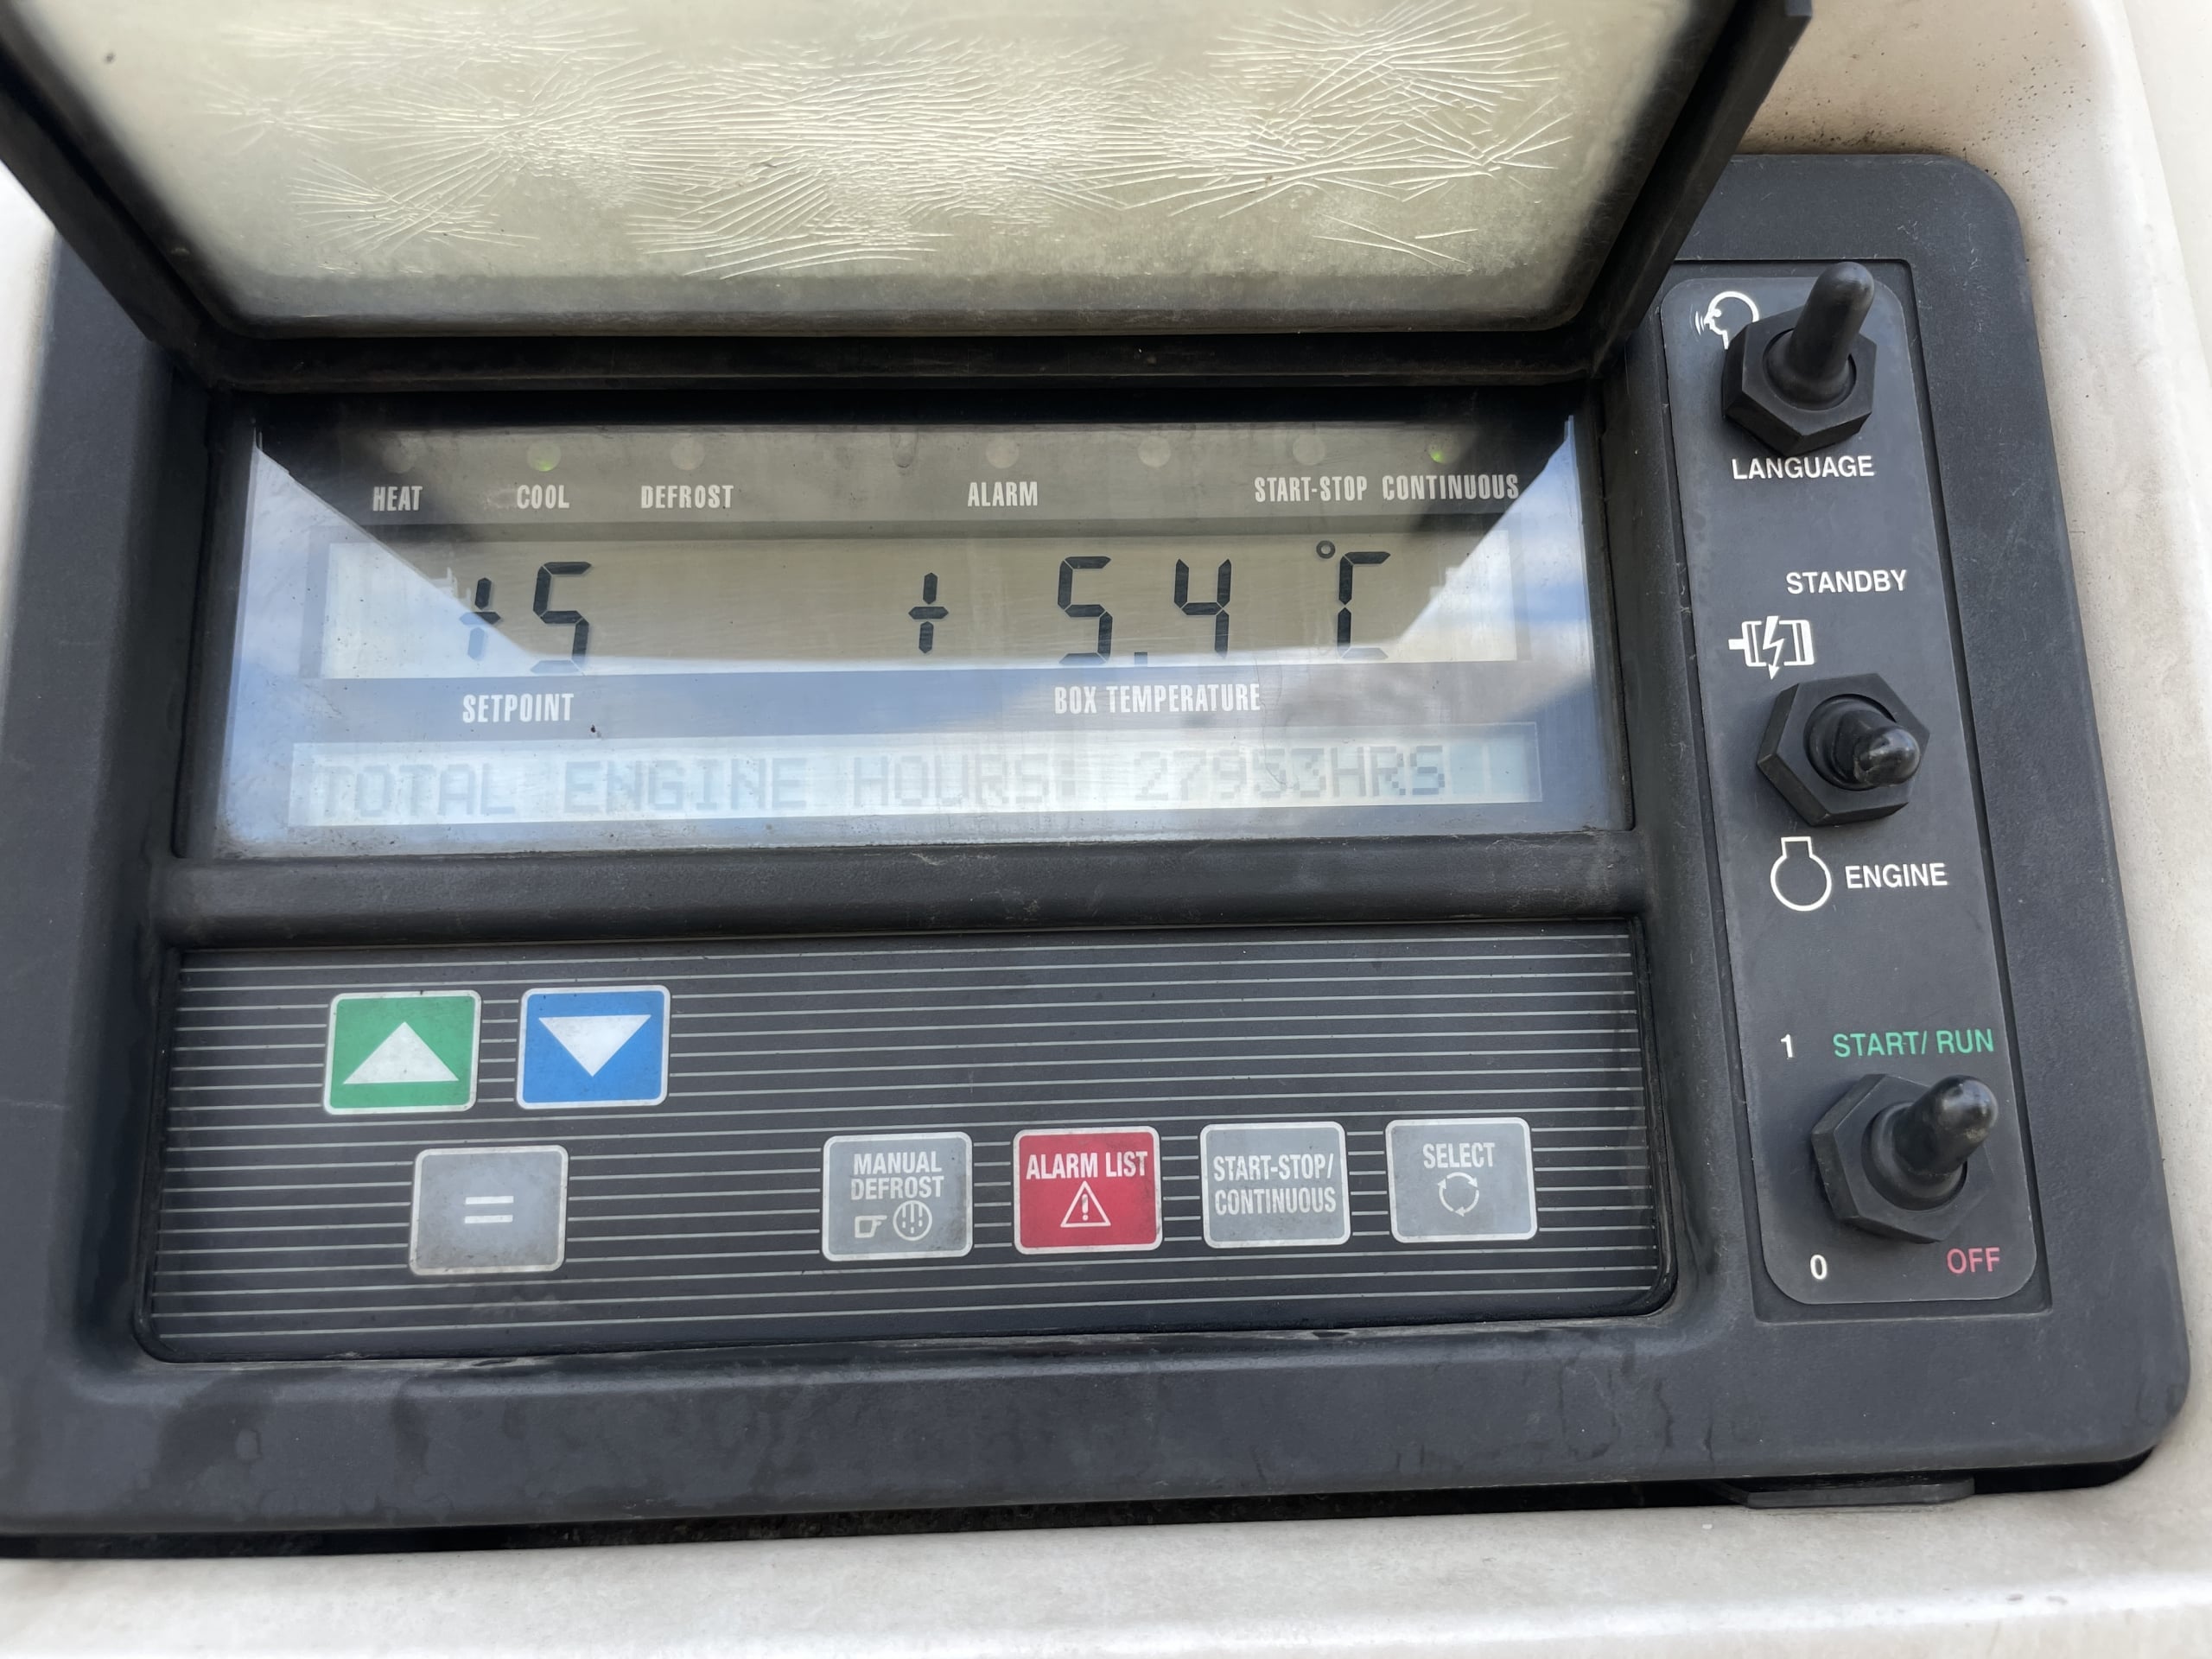 HEAT COOL DEFROST ALARM START-STOP CONTINUOUS
+5 + 5.4 °C
SETPOINT BOX TEMPERATURE
TOTAL ENGINE HOURS: 27953HRS
=
MANUAL
DEFROST
ALARM LIST
!
START-STOP/
CONTINUOUS
SELECT
LANGUAGE
STANDBY
ENGINE
1 START/ RUN
0 OFF